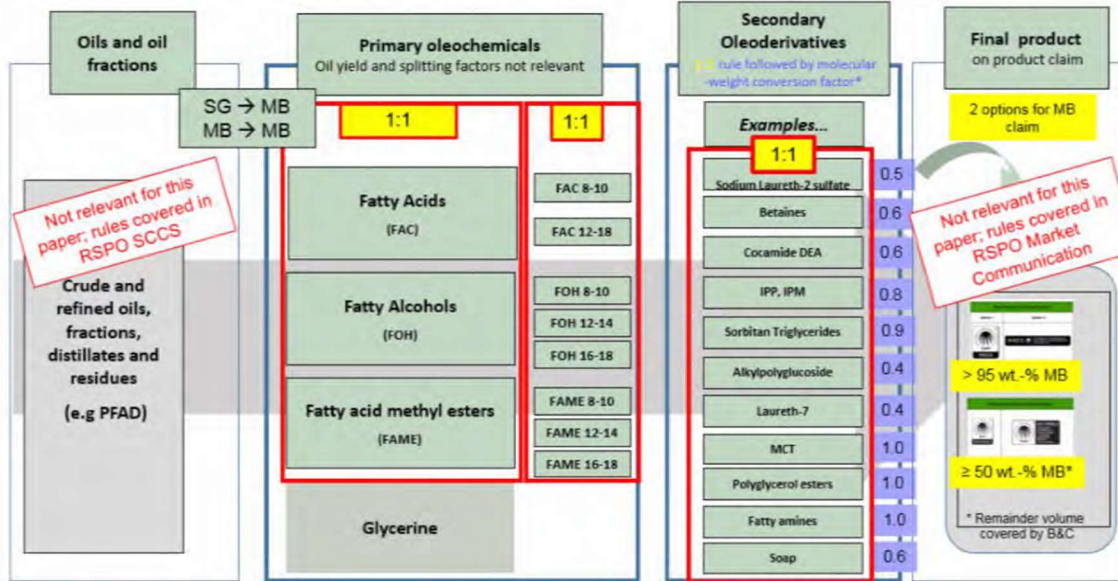 Oils and oil
fractions
SG → MB
MB → MB
Not relevant for this
paper; rules covered in
RSPO SCCS
Crude and
refined oils,
fractions,
distillates and
residues
(e.g PFAD)
Primary oleochemicals
Oil yield and splitting factors not relevant
1:1
1:1
Fatty Acids
(FAC)
FAC 8-10
FAC 12-18
Fatty Alcohols
(FOH)
FOH 8-10
FOH 12-14
FOH 16-18
Fatty acid methyl esters
(FAME)
FAME 8-10
FAME 12-14
FAME 16-18
Glycerine
Secondary
Oleoderivatives
1:1 rule followed by molecular
-weight conversion factor*
Examples...
1:1
Sodium Laureth-2 sulfate 0.5
Betaines 0.6
Cocamide DEA 0.6
IPP, IPM 0.8
Sorbitan Triglycerides 0.9
Alkylpolyglucoside 0.4
Laureth-7 0.4
MCT 1.0
Polyglycerol esters 1.0
Fatty amines 1.0
Soap 0.6
Final product
on product claim
2 options for MB
claim
Not relevant for this
paper; rules covered in
RSPO Market
Communication
> 95 wt.-% MB
≥ 50 wt.-% MB*
* Remainder volume
covered by B&C